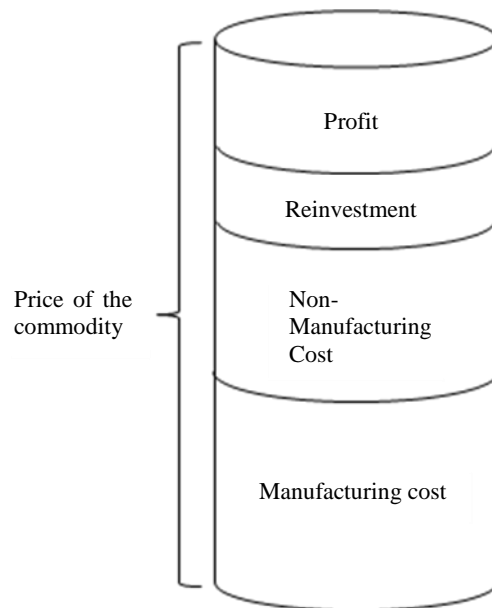 Profit
Reinvestment
Price of the
commodity
Non-
Manufacturing
Cost
Manufacturing cost